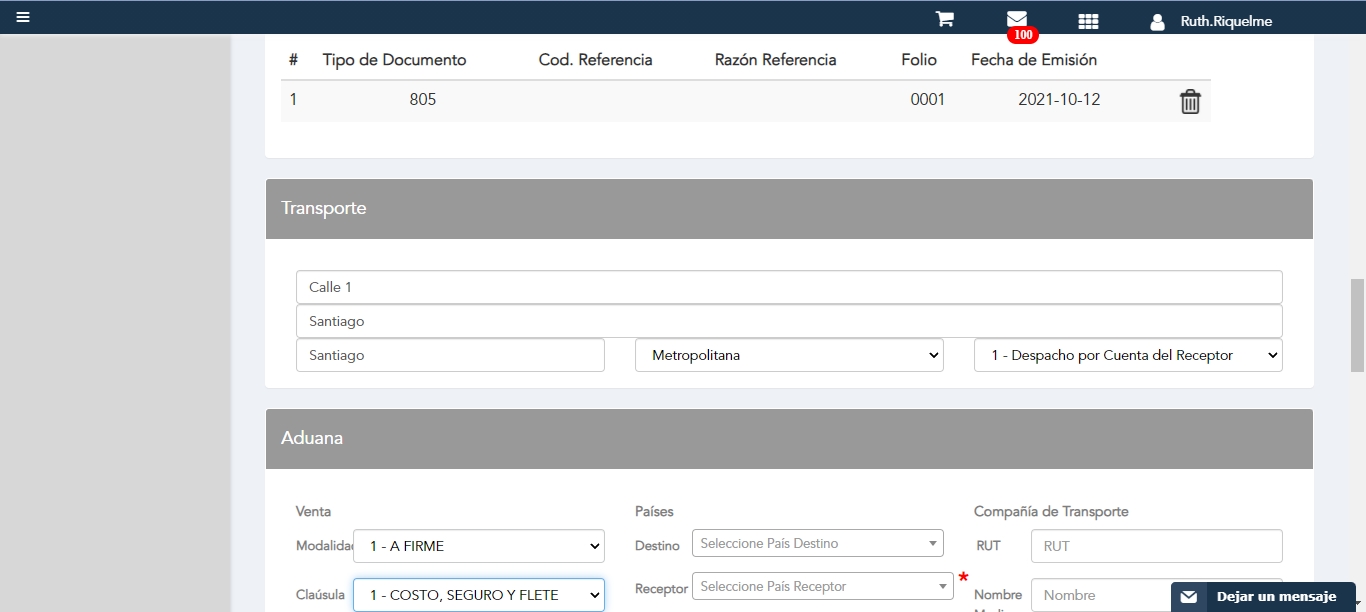 100
Ruth.Riquelme
# Tipo de Documento Cod. Referencia Razón Referencia Folio Fecha de Emisión
1 805 0001 2021-10-12
Transporte
Calle 1
Santiago
Santiago Metropolitana 1 - Despacho por Cuenta del Receptor
Aduana
Venta Países Compañía de Transporte
Modalidad 1 - A FIRME Destino Seleccione País Destino RUT RUT
Claúsula 1 - COSTO, SEGURO Y FLETE Receptor Seleccione País Receptor * Nombre Nombre
Dejar un mensaje